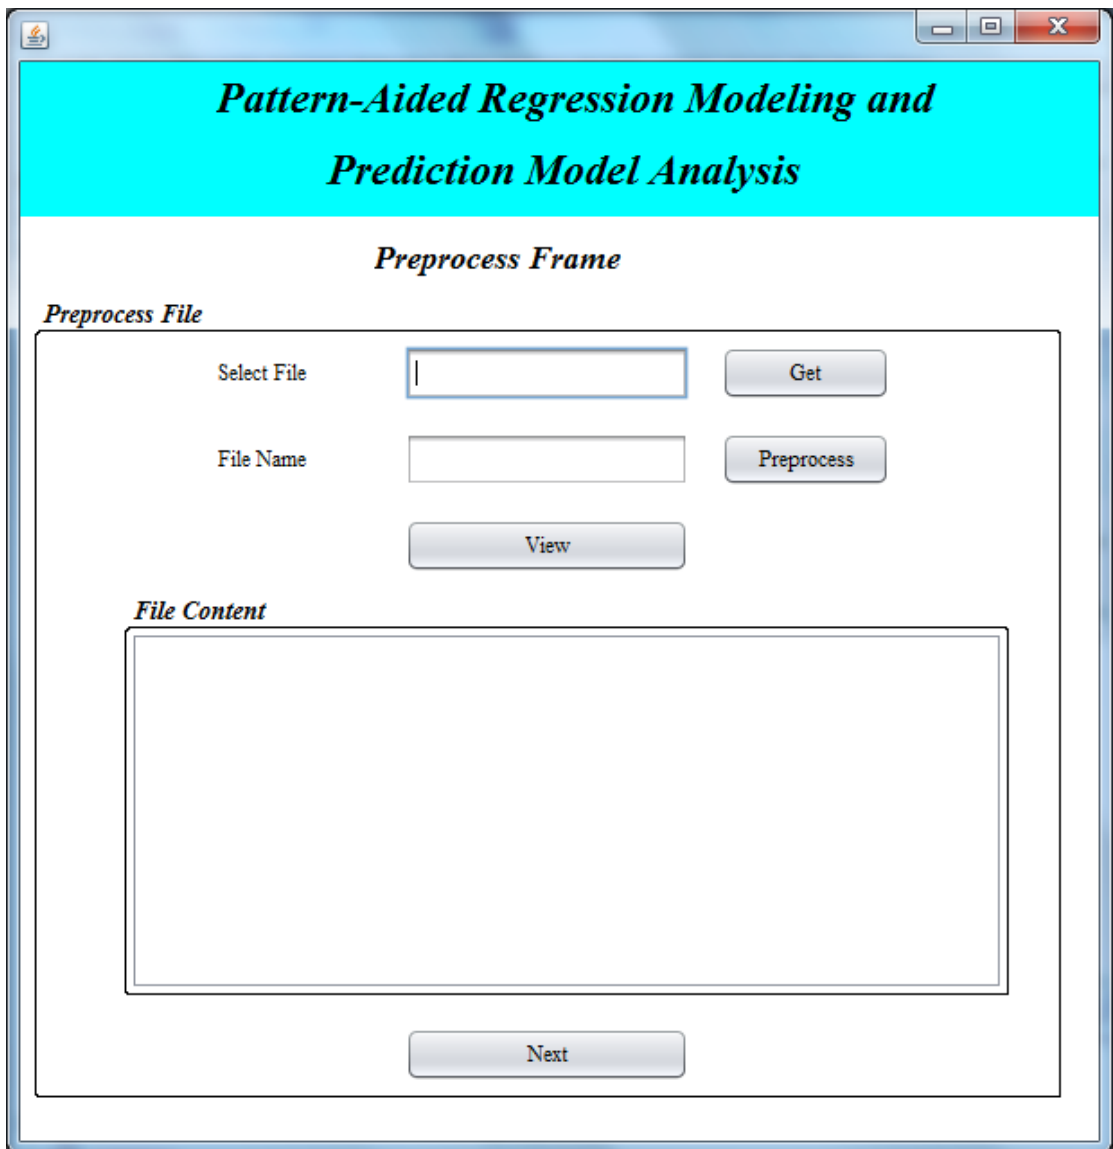 Pattern-Aided Regression Modeling and
Prediction Model Analysis
Preprocess Frame
Preprocess File
Select File
Get
File Name
Preprocess
View
File Content
Next